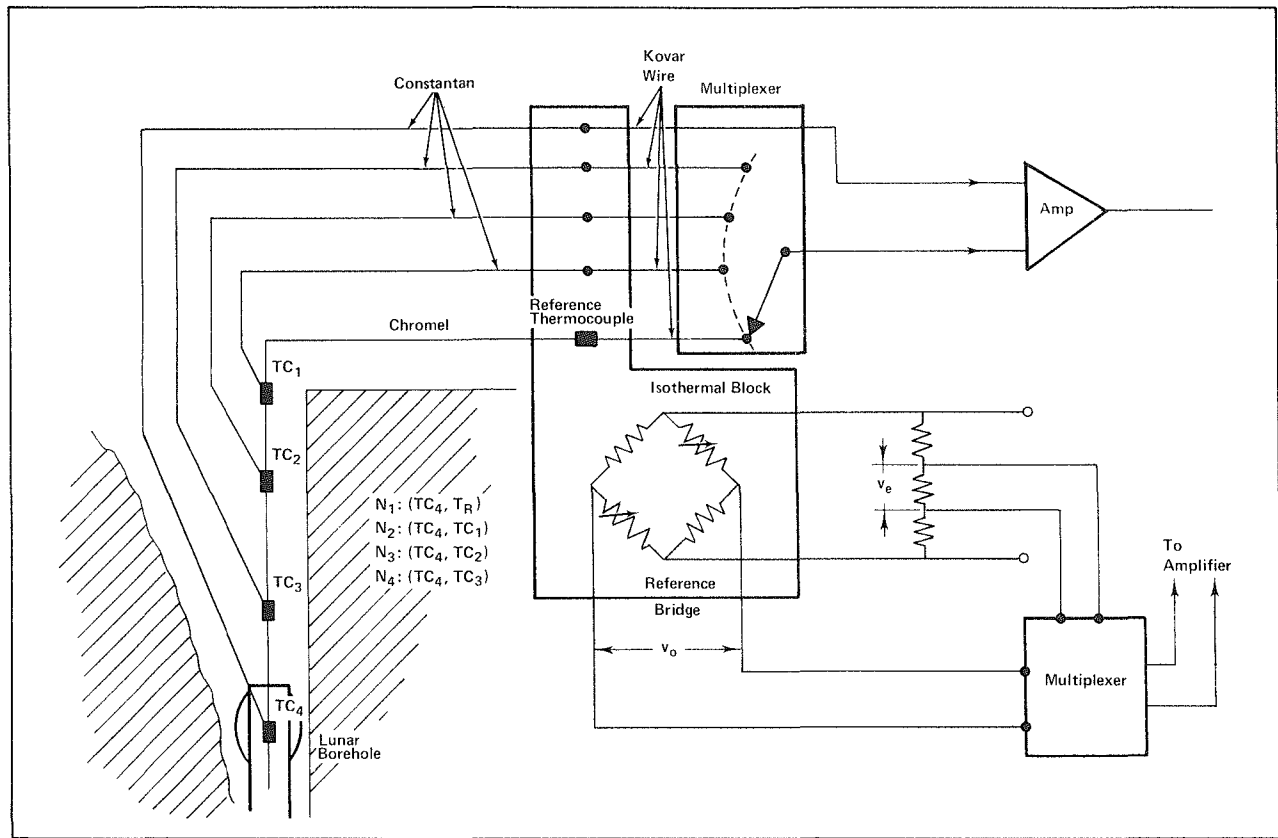 Kovar
Wire
Constantan
Multiplexer
Amp
Reference
Thermocouple
Chromel
TC1
Isothermal Block
TC2
ve
N1: (TC4, TR)
N2: (TC4, TC1)
N3: (TC4, TC2)
N4: (TC4, TC3)
To
Amplifier
TC3
Reference
Bridge
vo
Multiplexer
TC4
Lunar
Borehole